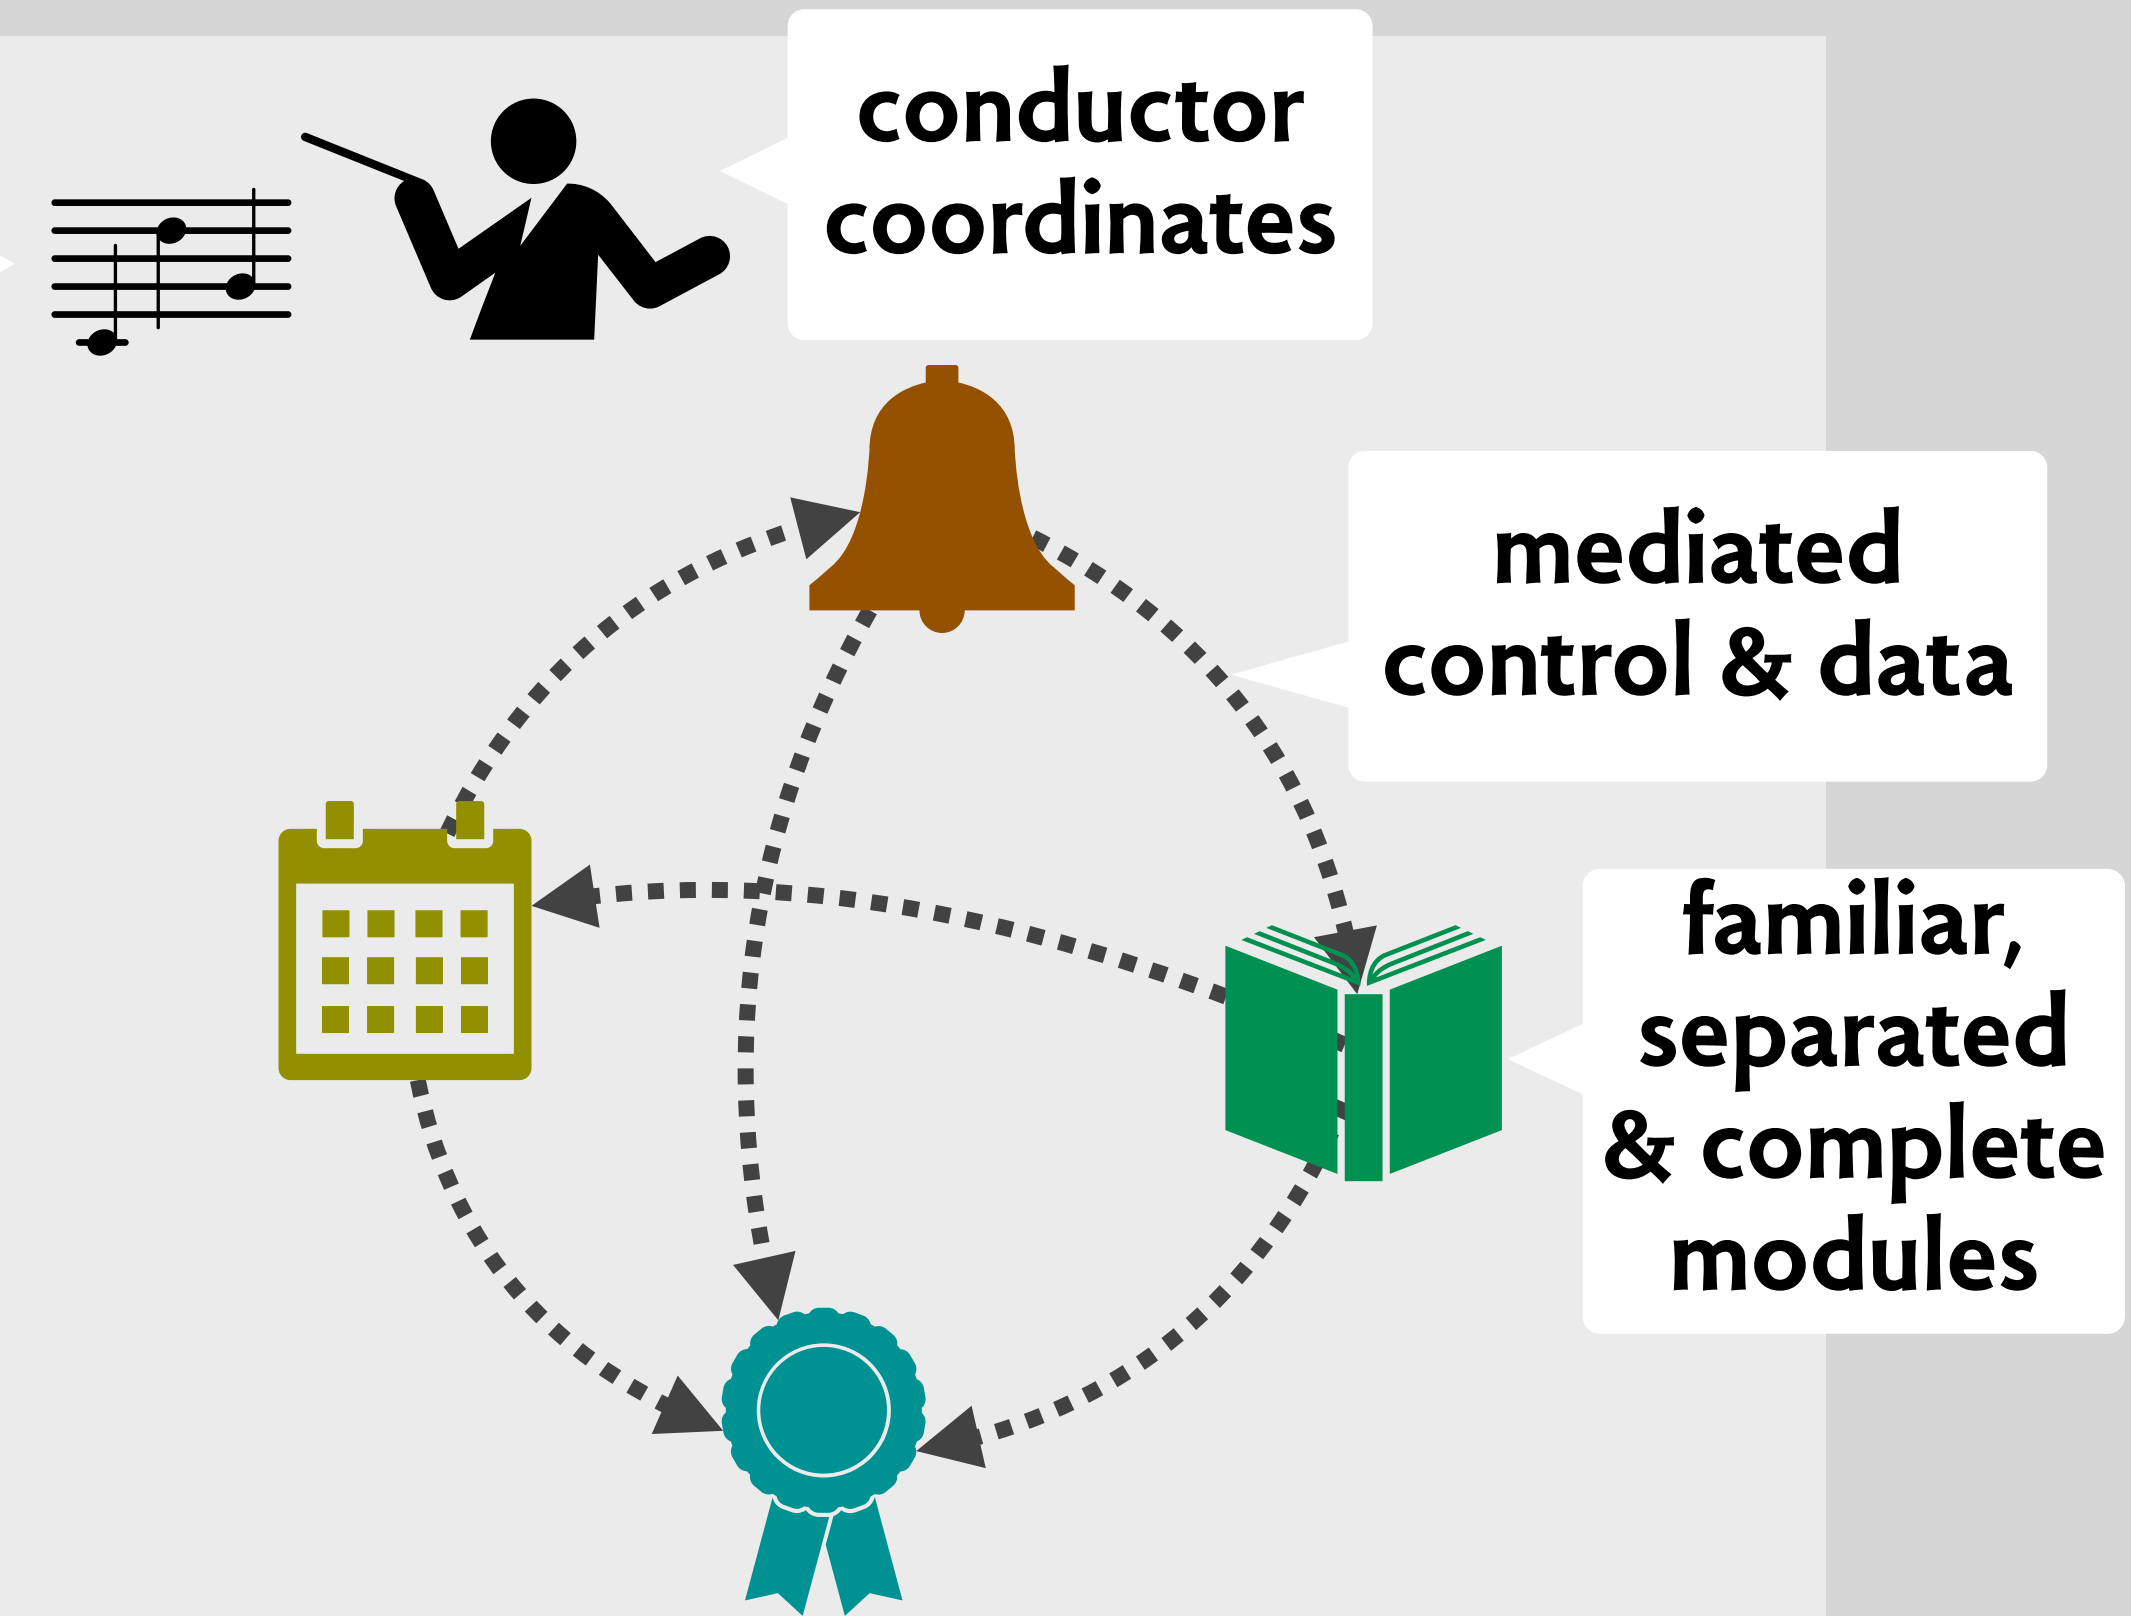 conductor
coordinates
mediated
control & data
familiar,
separated
& complete
modules